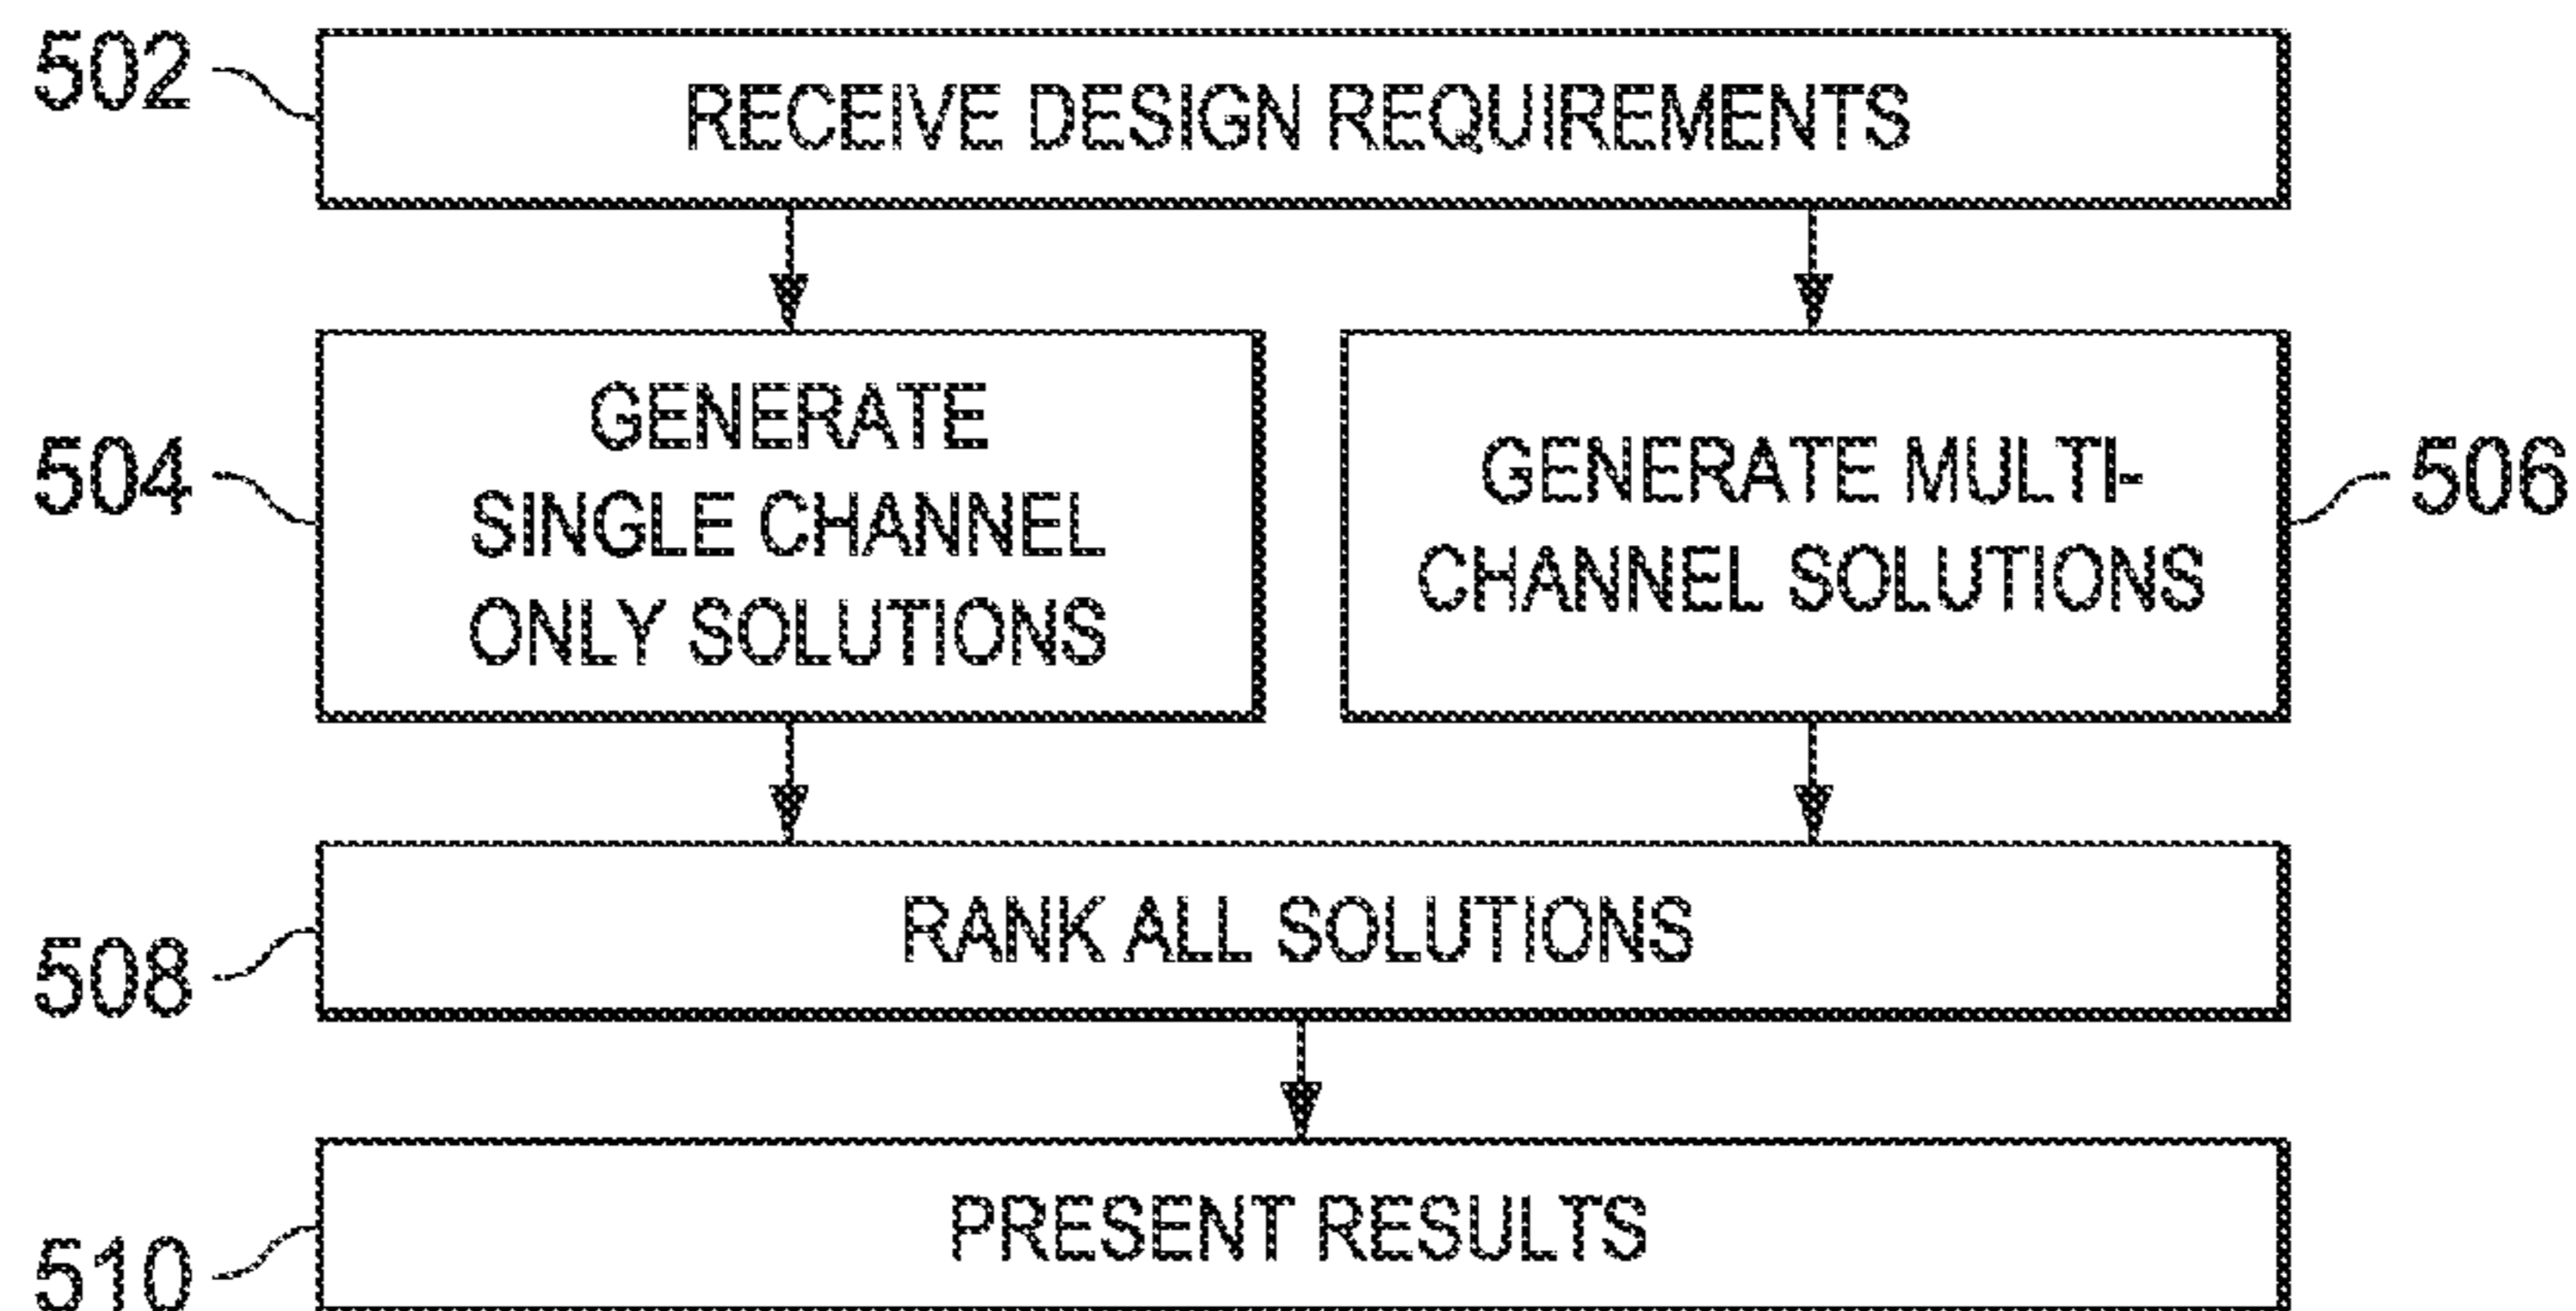 502
RECEIVE DESIGN REQUIREMENTS
504
GENERATE
SINGLE CHANNEL
ONLY SOLUTIONS
GENERATE MULTI-
CHANNEL SOLUTIONS
506
508
RANK ALL SOLUTIONS
510
PRESENT RESULTS